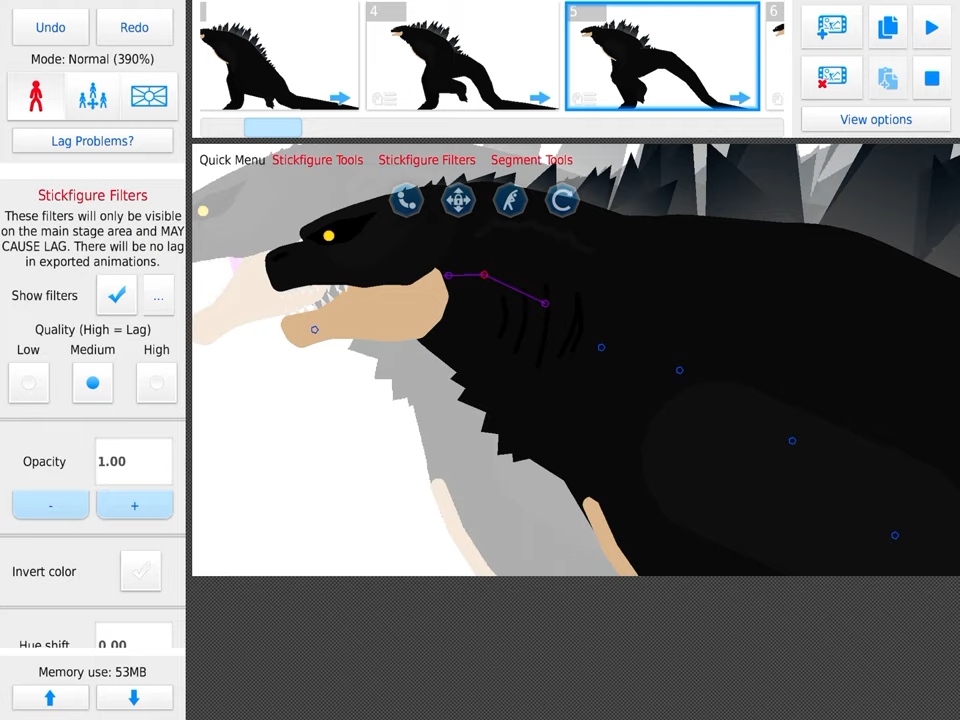 Undo
Redo
Mode: Normal (390%)
Lag Problems?
4
5
6
View options
Quick Menu
Stickfigure Tools
Stickfigure Filters
Segment Tools
Stickfigure Filters
These filters will only be visible
on the main stage area and MAY
CAUSE LAG. There will be no lag
in exported animations.
Show filters
...
Quality (High = Lag)
Low
Medium
High
Opacity
1.00
-
+
Invert color
Hue shift
0.00
Memory use: 53MB